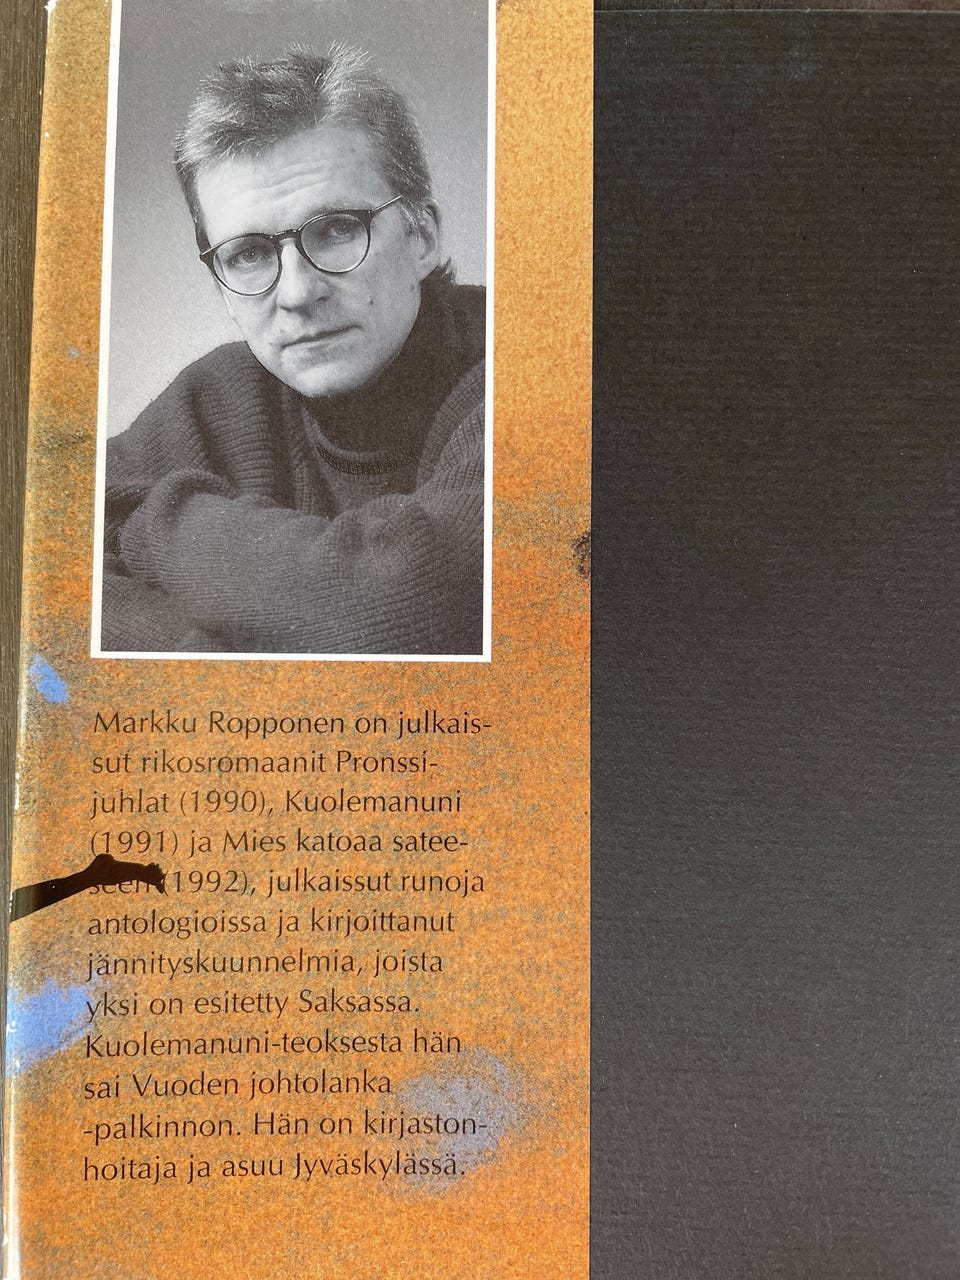 Markku Ropponen on julkais-
sut rikosromaanit Pronssi-
juhlat (1990), Kuolemanuni
(1991) ja Mies katoaa satee-
seen (1992), julkaissut runoja
antologioissa ja kirjoittanut
jännityskuunnelmia, joista
yksi on esitetty Saksassa.
Kuolemanuni-teoksesta hän
sai Vuoden johtolanka
-palkinnon. Hän on kirjaston-
hoitaja ja asuu Jyväskylässä.